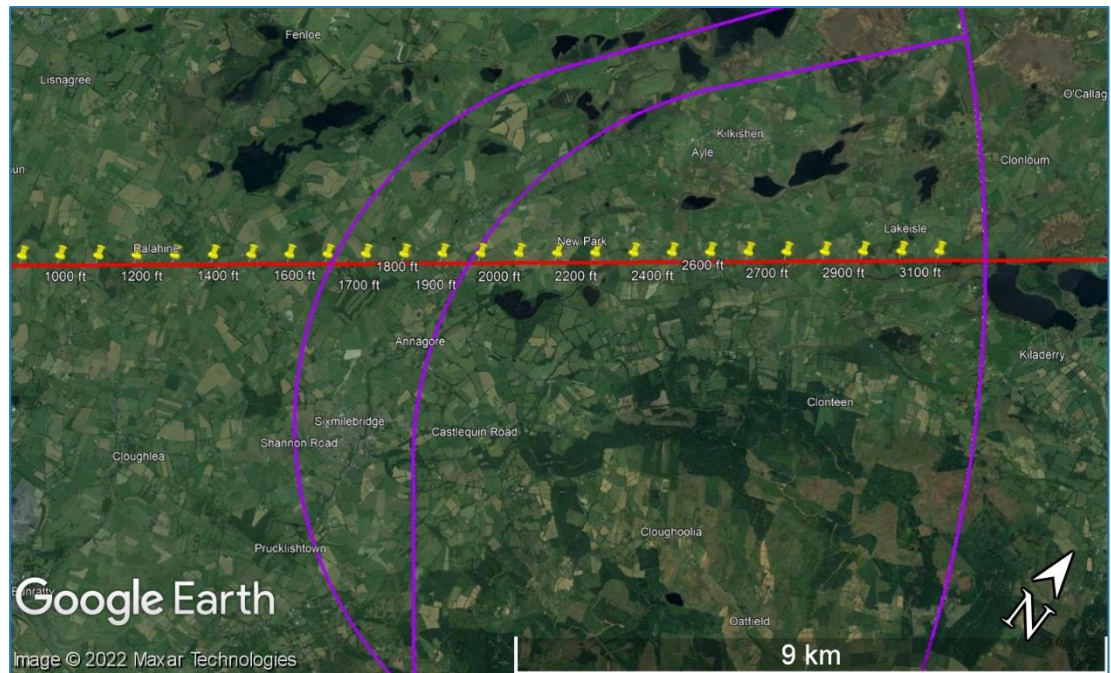 Fenloe
Lisnagree
O'Callag
Kilkishen
Ayle
Clonloum
un
Lakeisle
Ralahine
New Park
1800 ft
2600 ft
1000 ft
1200 ft
1400 ft
1600 ft
1700 ft
1900 ft
2000 ft
2200 ft
2400 ft
2700 ft
2900 ft
3100 ft
Annagore
Kiladerry
Clonteen
Sixmilebridge
Castlequin Road
Shannon Road
Cloughlea
Cloughoolia
Prucklishtown
Bunratty
Google Earth
N
Oatfield
9 km
Image © 2022 Maxar Technologies